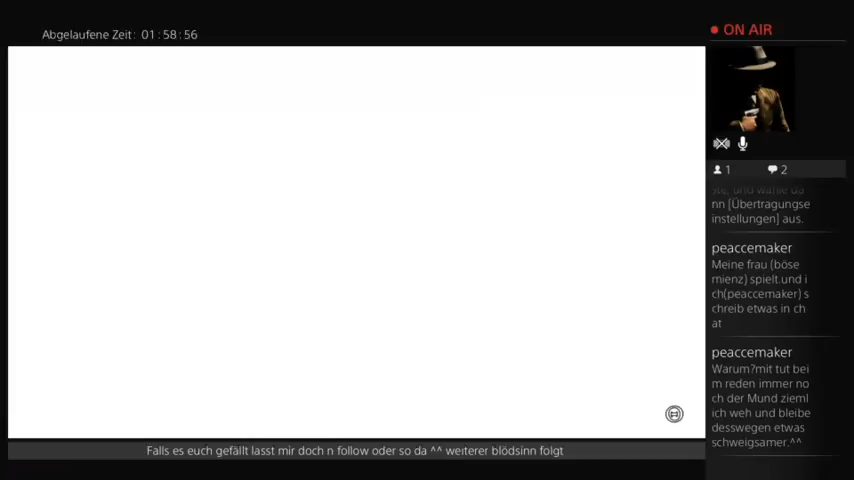 Abgelaufene Zeit: 01:58:56
ON AIR
1 2
nn [Übertragungse
instellungen] aus.
peaccemaker
Meine frau (böse
mienz) spielt.und i
ch(peaccemaker) s
chreib etwas in ch
at
peaccemaker
Warum?mit tut bei
m reden immer no
ch der Mund zieml
ich weh und bleibe
desswegen etwas
schweigsamer.^^
Falls es euch gefällt lasst mir doch n follow oder so da ^^ weiterer blödsinn folgt